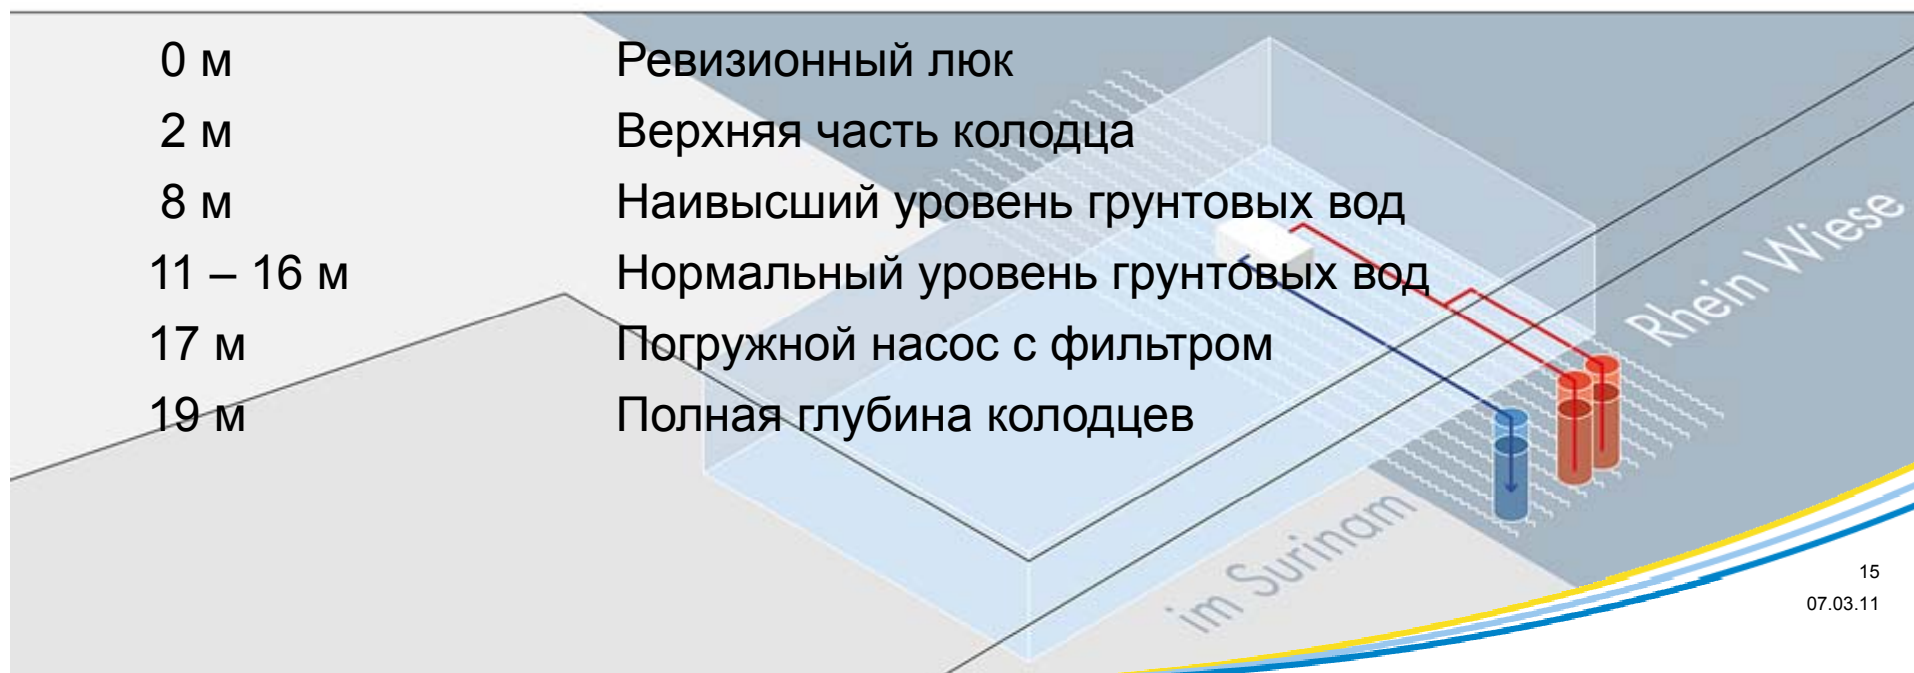 0 м Ревизионный люк
2 м Верхняя часть колодца
8 м Наивысший уровень грунтовых вод
11 – 16 м Нормальный уровень грунтовых вод
17 м Погружной насос с фильтром
19 м Полная глубина колодцев
Rhein Wiese
im Surinam
15
07.03.11